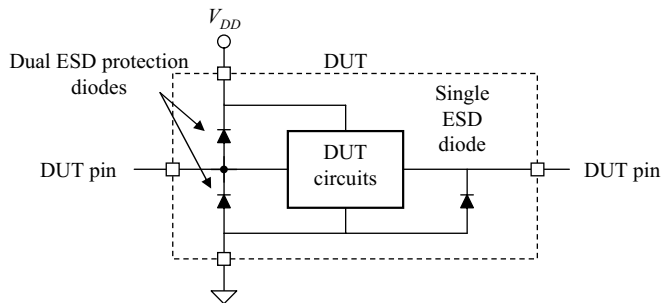 V_DD
Dual ESD protection
diodes
DUT
Single
ESD
diode
DUT
circuits
DUT pin
DUT pin